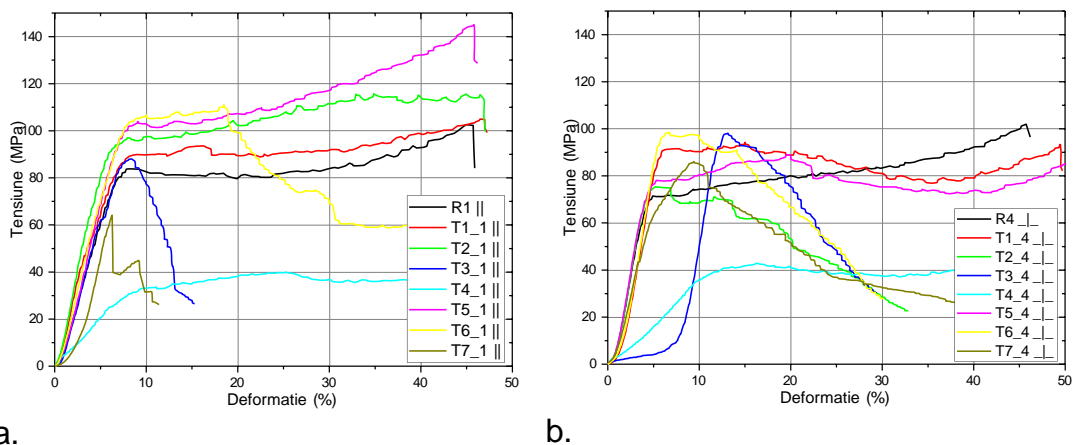 140
120
100
80
60
40
20
0
Tensiune (MPa)
0 10 20 30 40 50
Deformatie (%)
R1 ||
T1_1 ||
T2_1 ||
T3_1 ||
T4_1 ||
T5_1 ||
T6_1 ||
T7_1 ||
a.
140
120
100
80
60
40
20
0
Tensiune (MPa)
0 10 20 30 40 50
Deformatie (%)
R4 _|_
T1_4 _|_
T2_4 _|_
T3_4 _|_
T4_4 _|_
T5_4 _|_
T6_4 _|_
T7_4 _|_
b.